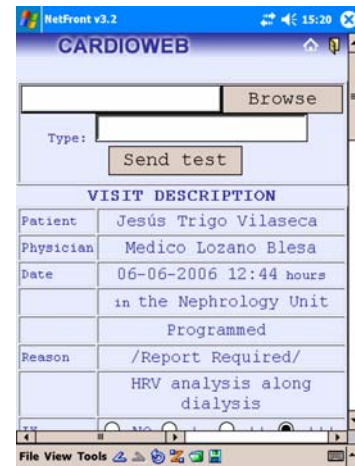 NetFront v3.2 15:20
CARDIOWEB
Browse
Type:
Send test
VISIT DESCRIPTION
Patient Jesús Trigo Vilaseca
Physician Medico Lozano Blesa
Date 06-06-2006 12:44 hours
in the Nephrology Unit
Programmed
Reason /Report Required/
HRV analysis along
dialysis
File View Tools